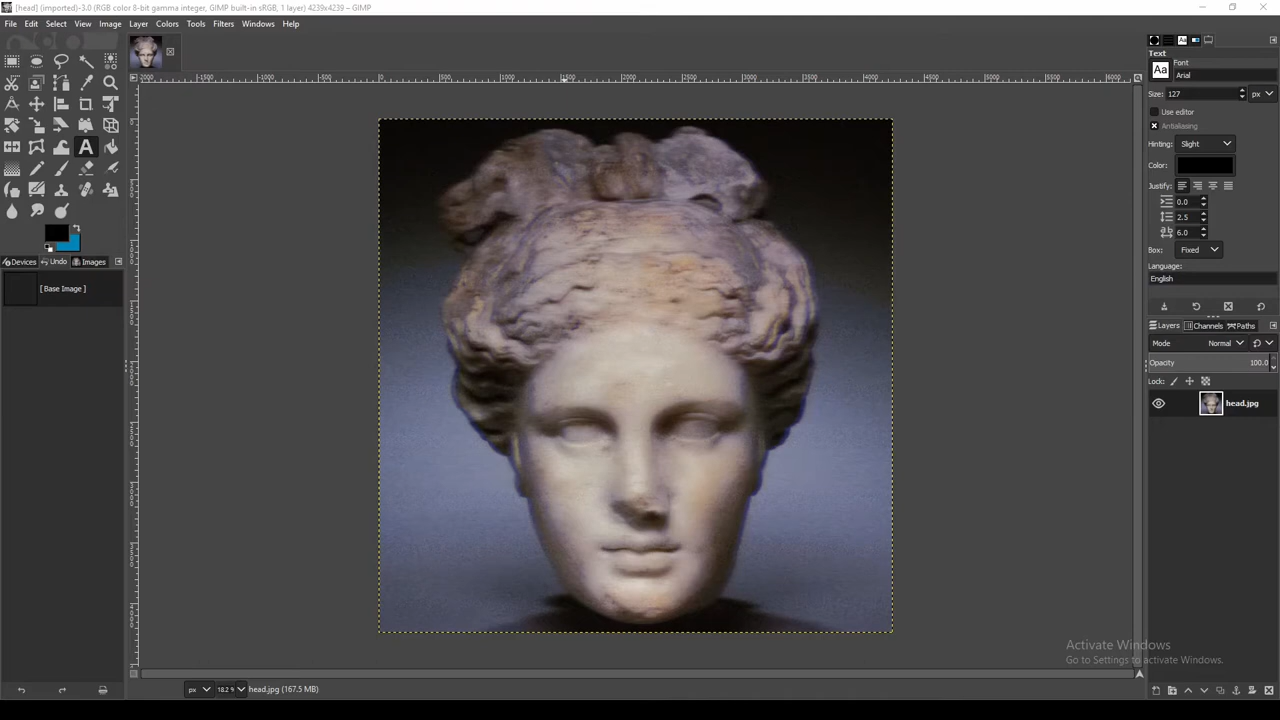 [head] (imported)-3.0 (RGB color 8-bit gamma integer, GIMP built-in sRGB, 1 layer) 4239x4239 – GIMP
File Edit Select View Image Layer Colors Tools Filters Windows Help
Text
Font
Aa Arial
Size: 127 px
Use editor
Antialiasing
Hinting: Slight
Color:
Justify:
0.0
2.5
6.0
Box: Fixed
Language:
English
Devices Undo Images
[ Base Image ]
Layers Channels Paths
Mode Normal
Opacity 100.0
Lock:
head.jpg
Activate Windows
Go to Settings to activate Windows.
px 18.2 % head.jpg (167.5 MB)